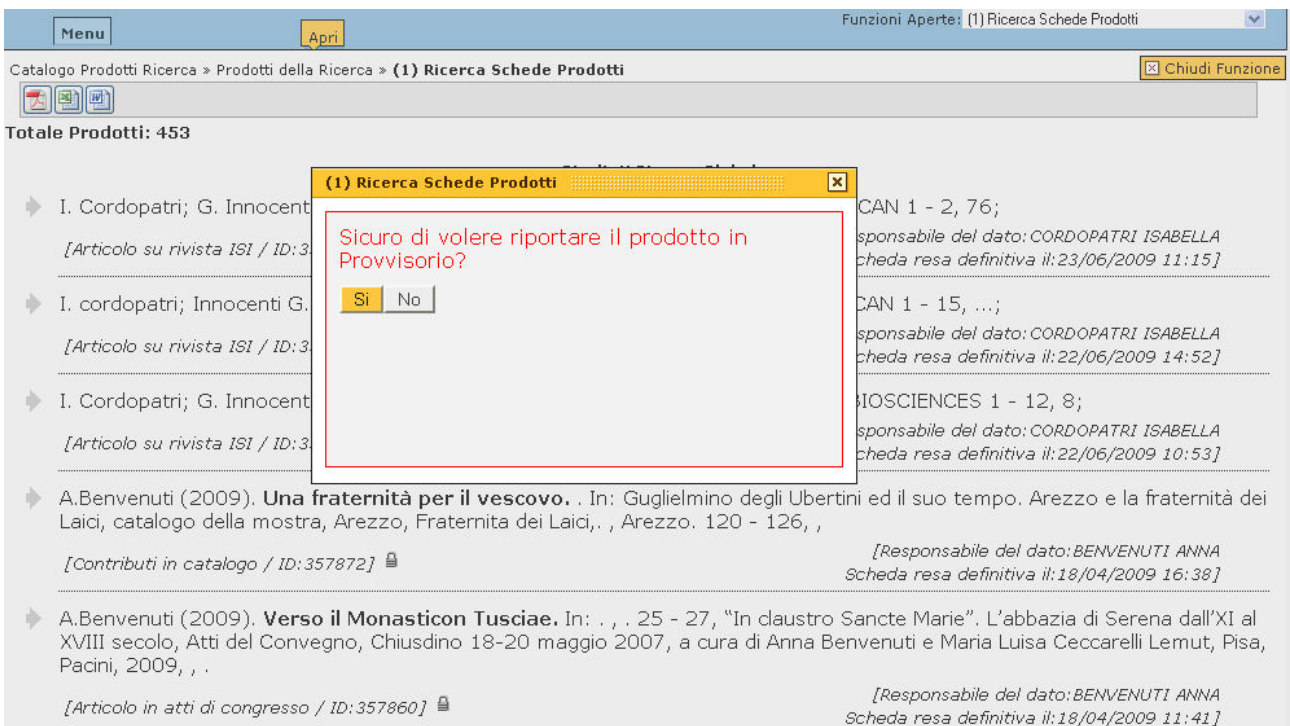 Menu
Apri
Funzioni Aperte: (1) Ricerca Schede Prodotti
Catalogo Prodotti Ricerca » Prodotti della Ricerca » (1) Ricerca Schede Prodotti
Chiudi Funzione
Totale Prodotti: 453
(1) Ricerca Schede Prodotti
Sicuro di volere riportare il prodotto in
Provvisorio?
Si No
I. Cordopatri; G. Innocent CAN 1 - 2, 76;
[Articolo su rivista ISI / ID:3 sponsabile del dato: CORDOPATRI ISABELLA
cheda resa definitiva il:23/06/2009 11:15]
I. cordopatri; Innocenti G. CAN 1 - 15, ...;
[Articolo su rivista ISI / ID:3 sponsabile del dato: CORDOPATRI ISABELLA
cheda resa definitiva il:22/06/2009 14:52]
I. Cordopatri; G. Innocent BIOSCIENCES 1 - 12, 8;
[Articolo su rivista ISI / ID:3 sponsabile del dato: CORDOPATRI ISABELLA
cheda resa definitiva il:22/06/2009 10:53]
A.Benvenuti (2009). Una fraternità per il vescovo. . In: Guglielmino degli Ubertini ed il suo tempo. Arezzo e la fraternità dei
Laici, catalogo della mostra, Arezzo, Fraternita dei Laici,. , Arezzo. 120 - 126, ,
[Contributi in catalogo / ID:357872] [Responsabile del dato:BENVENUTI ANNA
Scheda resa definitiva il:18/04/2009 16:38]
A.Benvenuti (2009). Verso il Monasticon Tusciae. In: . , . 25 - 27, “In claustro Sancte Marie”. L'abbazia di Serena dall'XI al
XVIII secolo, Atti del Convegno, Chiusdino 18-20 maggio 2007, a cura di Anna Benvenuti e Maria Luisa Ceccarelli Lemut, Pisa,
Pacini, 2009, , .
[Articolo in atti di congresso / ID:357860] [Responsabile del dato:BENVENUTI ANNA
Scheda resa definitiva il:18/04/2009 11:41]